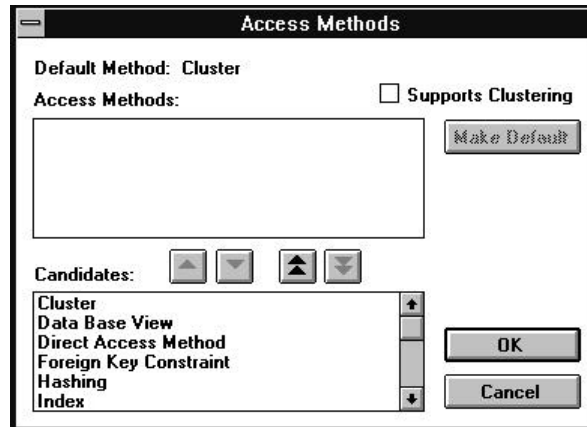 Access Methods
Default Method: Cluster
Access Methods:
Supports Clustering
Make Default
Candidates:
Cluster
Data Base View
Direct Access Method
Foreign Key Constraint
Hashing
Index
OK
Cancel